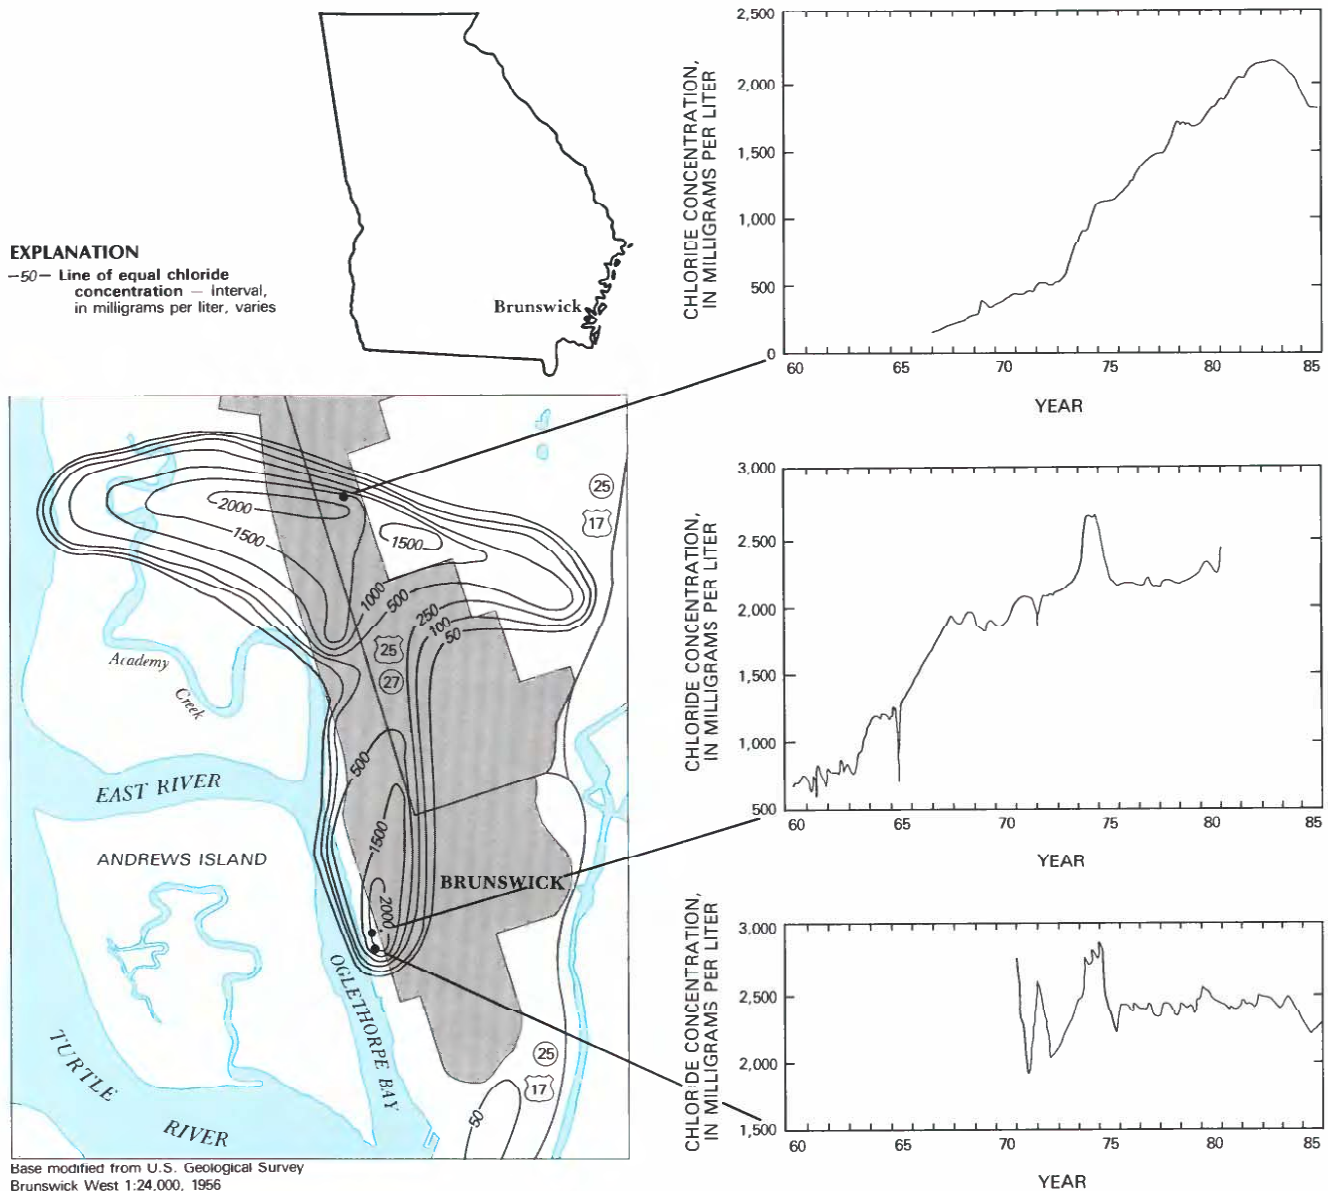 EXPLANATION
—50— Line of equal chloride
concentration — Interval,
in milligrams per liter, varies
Brunswick
2000
1500
1500
1000
500
250
100
50
25
17
25
27
Academy
Creek
EAST RIVER
ANDREWS ISLAND
500
1500
2000
BRUNSWICK
OGLETHORPE BAY
TURTLE
RIVER
25
17
50
Base modified from U.S. Geological Survey
Brunswick West 1:24,000, 1956
CHLORIDE CONCENTRATION,
IN MILLIGRAMS PER LITER
2,500
2,000
1,500
1,000
500
0
60 65 70 75 80 85
YEAR
CHLORIDE CONCENTRATION,
IN MILLIGRAMS PER LITER
3,000
2,500
2,000
1,500
1,000
500
60 65 70 75 80 85
YEAR
CHLORIDE CONCENTRATION,
IN MILLIGRAMS PER LITER
3,000
2,500
2,000
1,500
60 65 70 75 80 85
YEAR